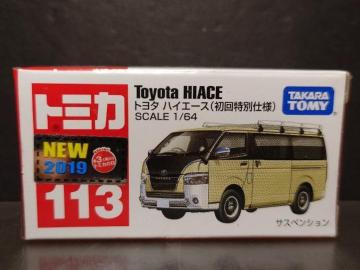 トミカ
Toyota HIACE
トヨタ ハイエース(初回特別仕様)
SCALE 1/64
TAKARA
TOMY
NEW
2019
113
サスペンション